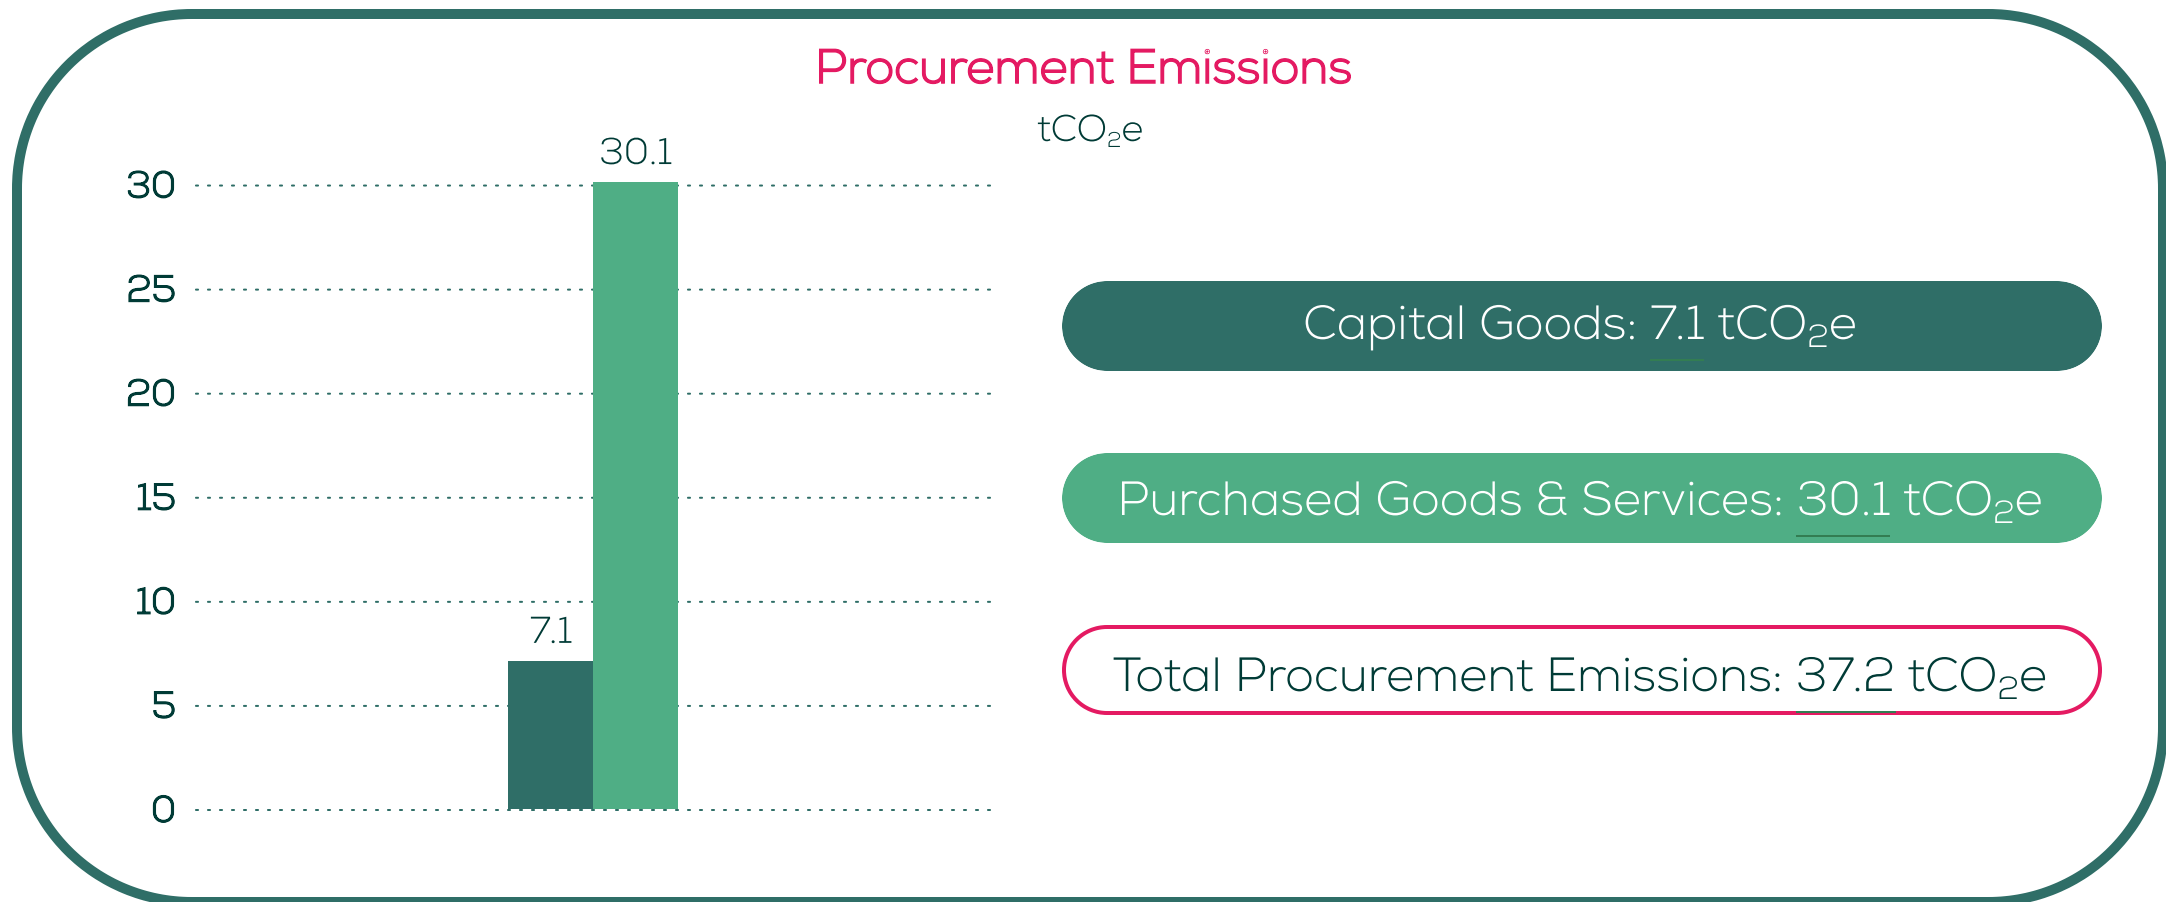 Procurement Emissions
tCO₂e
30.1
30
25
20
15
10
7.1
5
0
Capital Goods: 7.1 tCO₂e
Purchased Goods & Services: 30.1 tCO₂e
Total Procurement Emissions: 37.2 tCO₂e